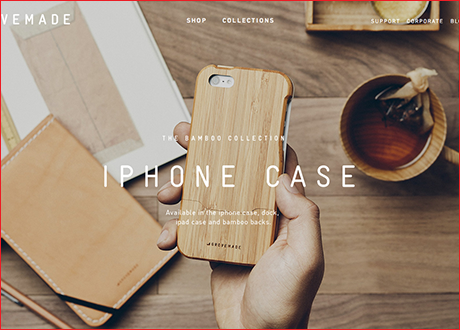 VEMADE
SHOP COLLECTIONS
SUPPORT CORPORATE BL
THE BAMBOO COLLECTION
IPHONE CASE
Available in the iphone case, dock,
ipad case and bamboo backs.
GROVEMADE